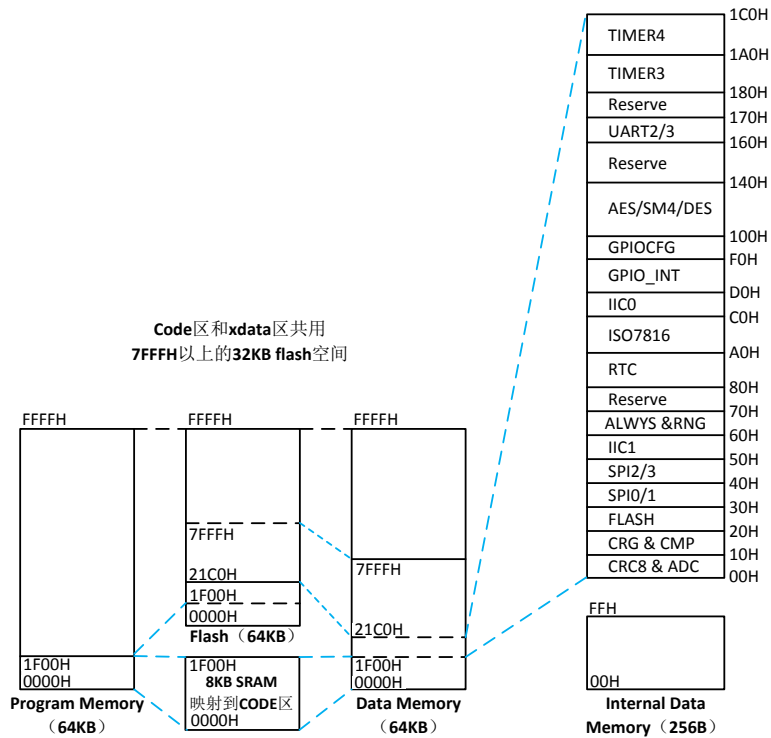 1C0H
TIMER4
1A0H
TIMER3
180H
Reserve
170H
UART2/3
160H
Reserve
140H
AES/SM4/DES
100H
GPIOCFG
F0H
GPIO_INT
D0H
IIC0
C0H
ISO7816
A0H
RTC
80H
Reserve
70H
ALWYS &RNG
60H
IIC1
50H
SPI2/3
40H
SPI0/1
30H
FLASH
20H
CRG & CMP
10H
CRC8 & ADC
00H
Code区和xdata区共用
7FFFH以上的32KB flash空间
FFFFH
1F00H
0000H
Program Memory
（64KB）
FFFFH
7FFFH
21C0H
1F00H
0000H
Flash（64KB）
1F00H
8KB SRAM
映射到CODE区
0000H
FFFFH
7FFFH
21C0H
1F00H
0000H
Data Memory
（64KB）
FFH
00H
Internal Data
Memory（256B）